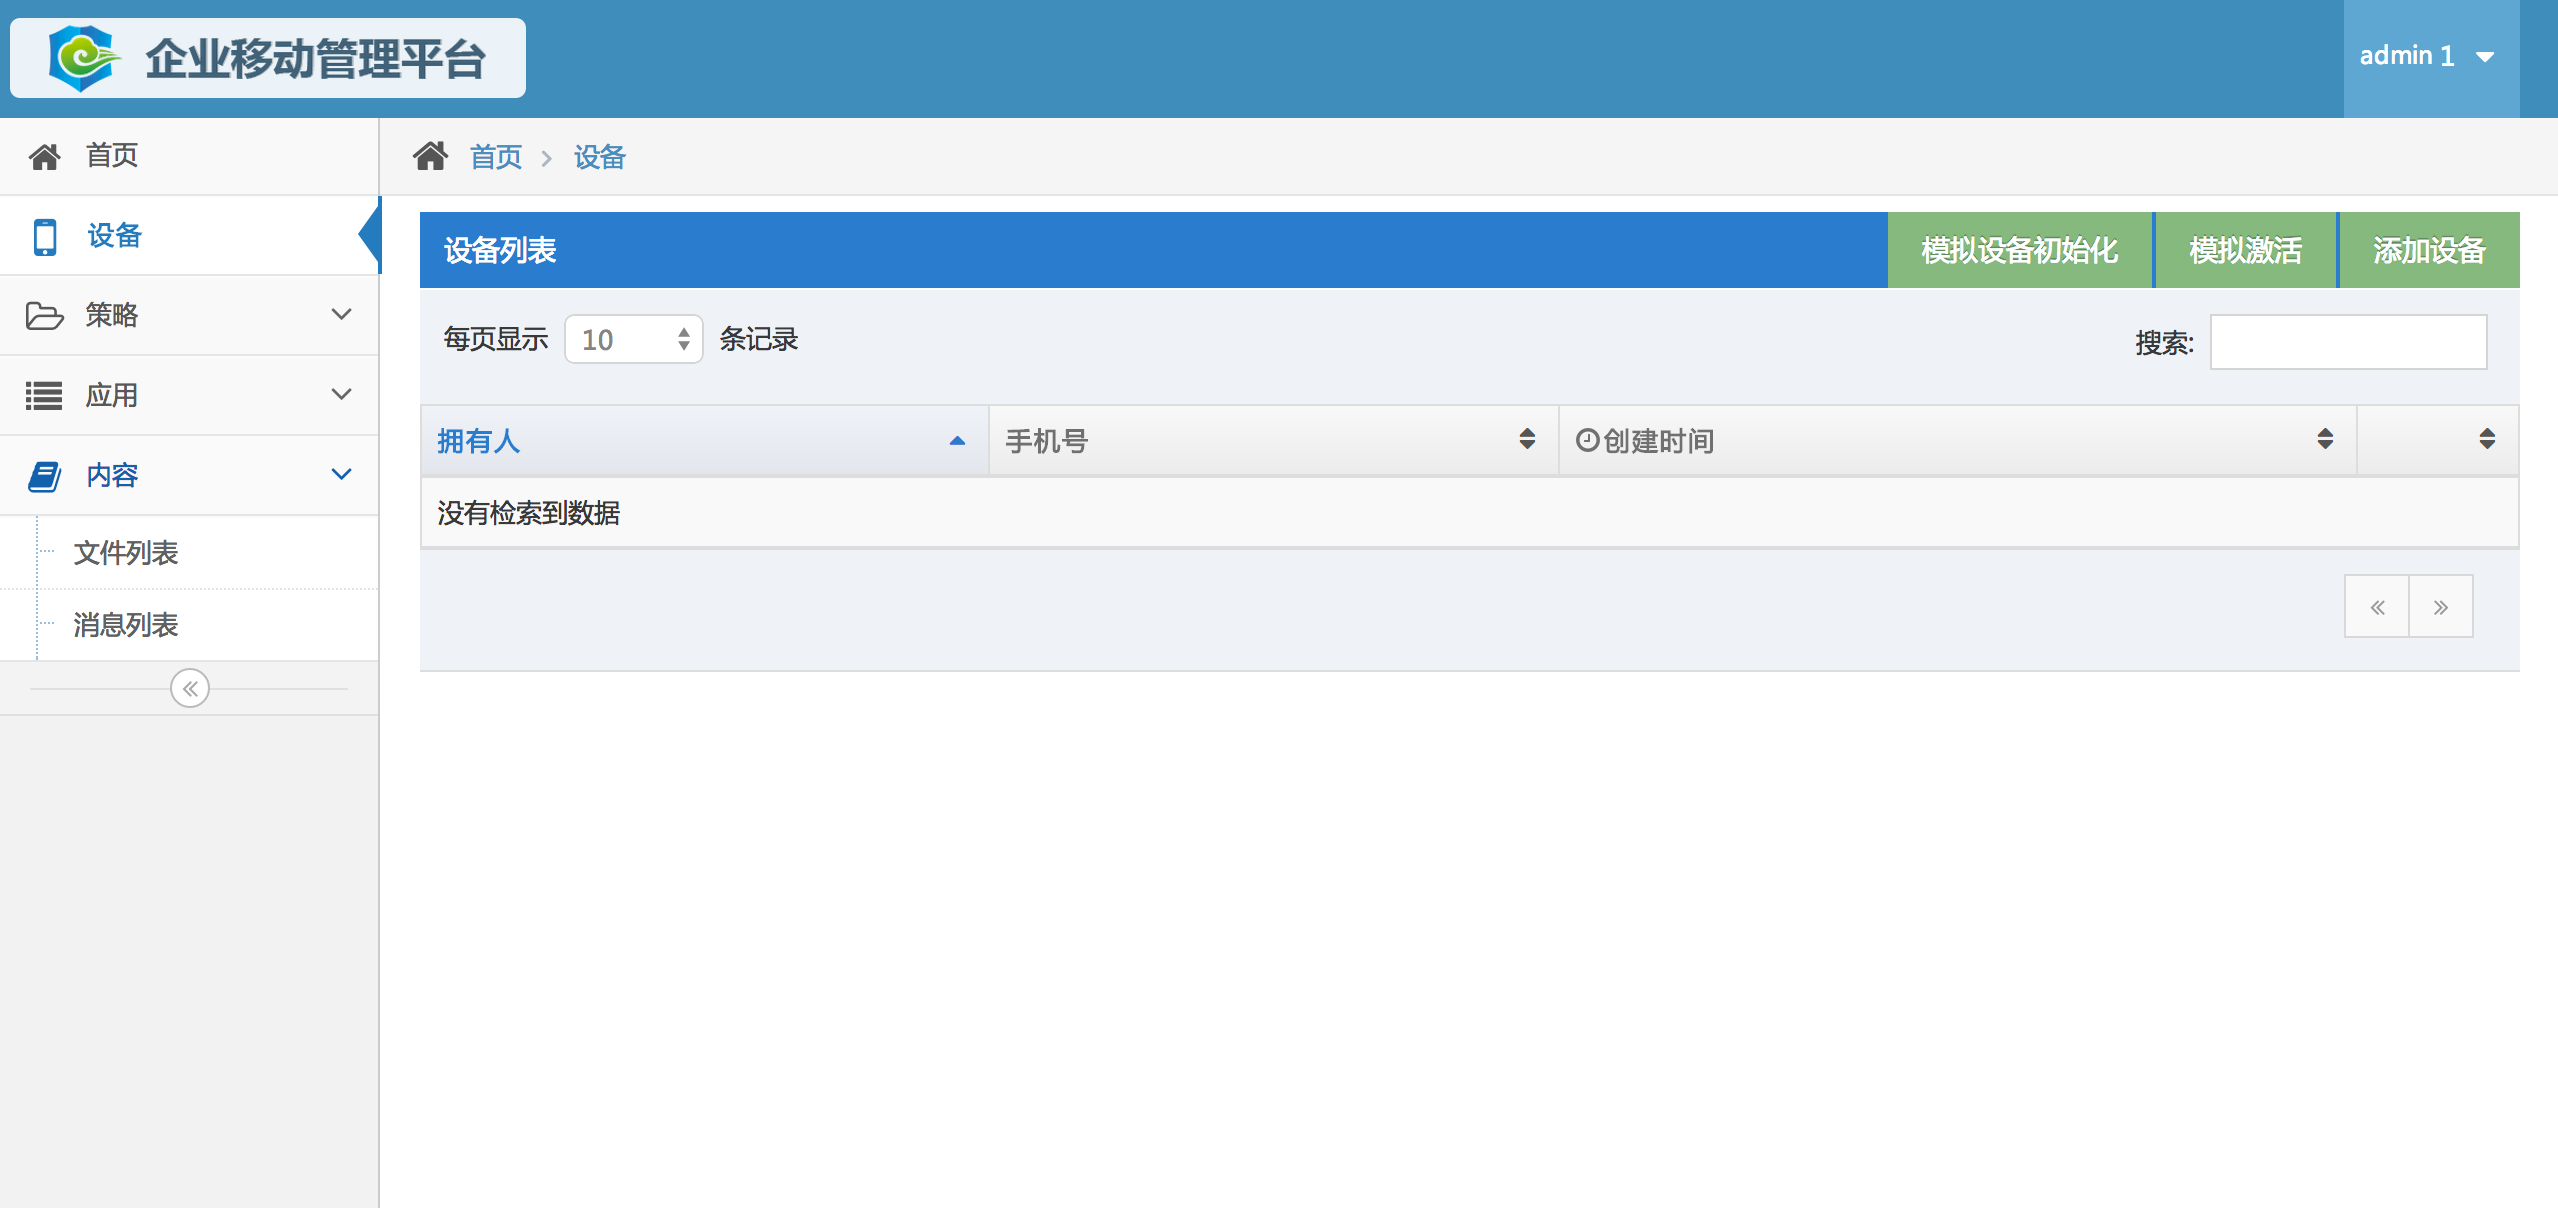 企业移动管理平台
admin 1
首页
设备
策略
应用
内容
文件列表
消息列表
首页 设备
设备列表 模拟设备初始化 模拟激活 添加设备
每页显示 10 条记录 搜索:
拥有人 手机号 创建时间
没有检索到数据
« »
«